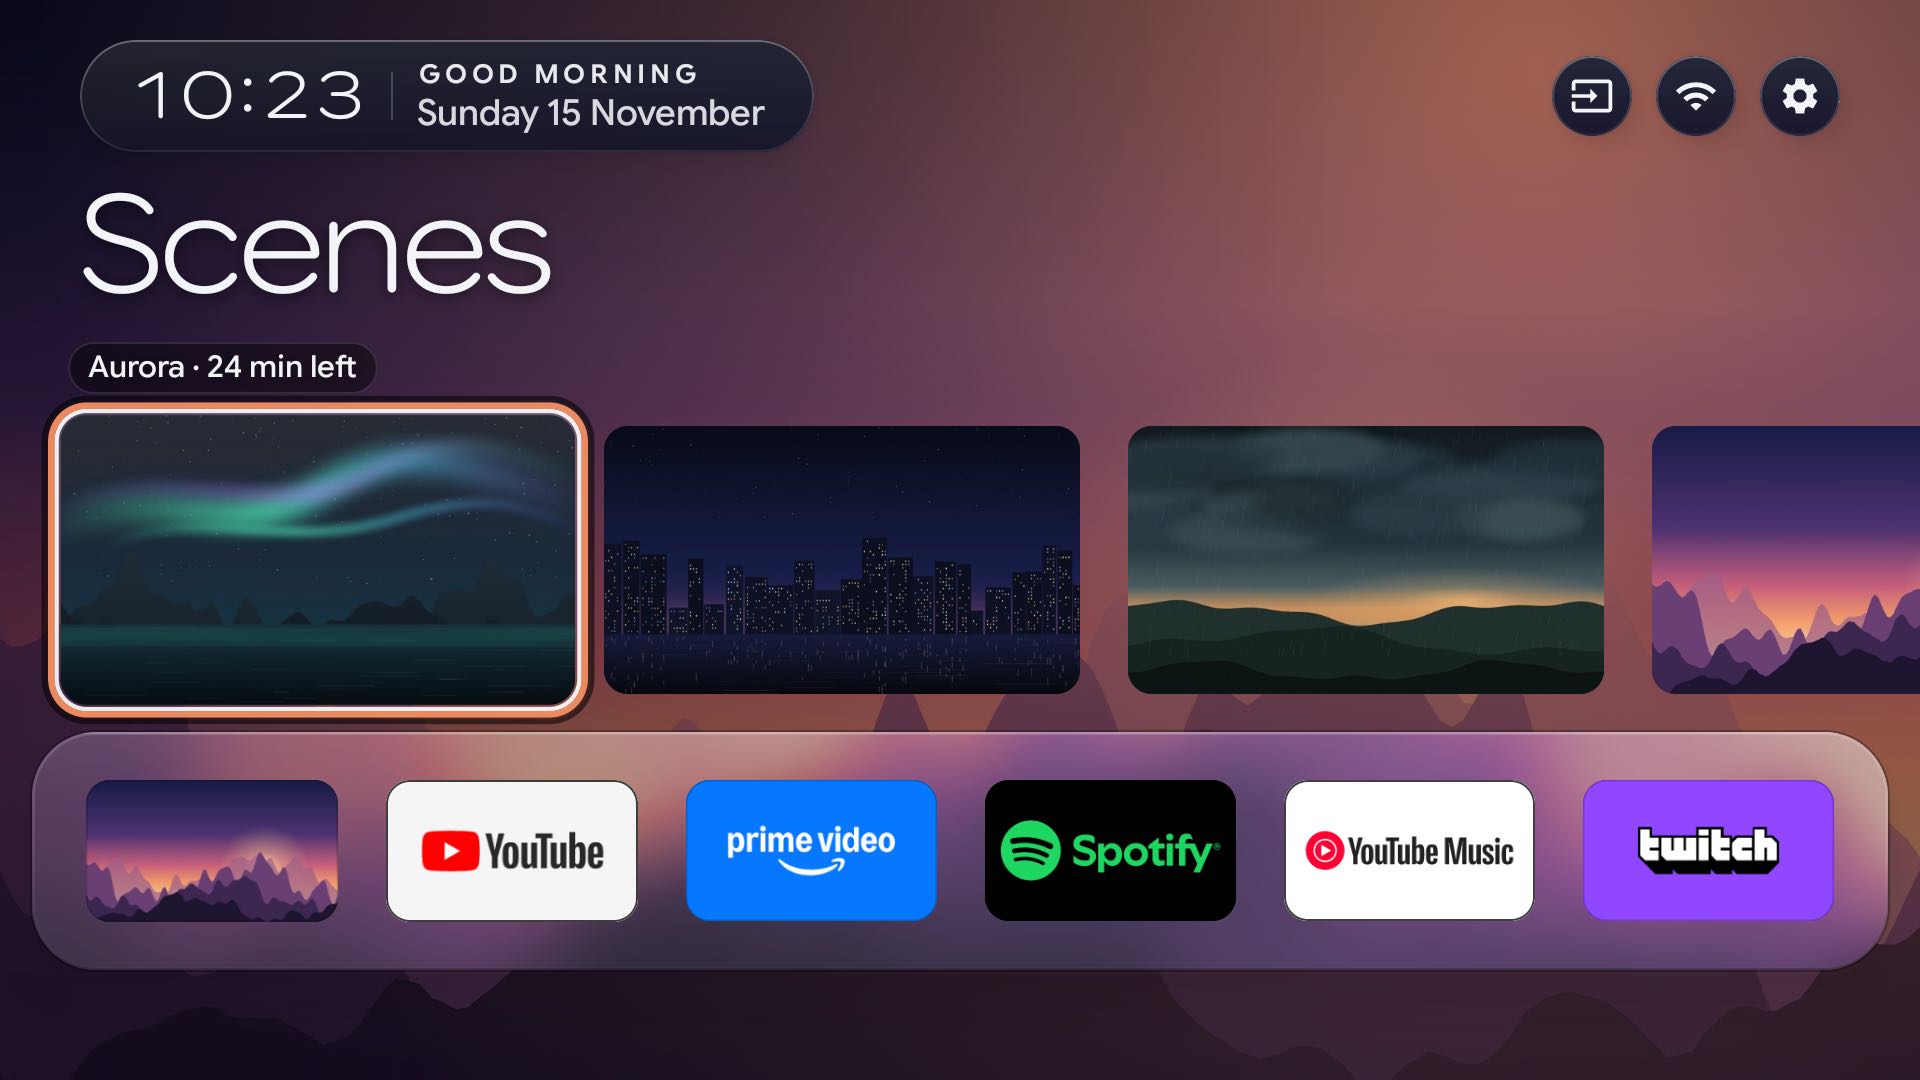 10:23
GOOD MORNING
Sunday 15 November
Scenes
Aurora · 24 min left
YouTube
prime video
Spotify®
YouTube Music
twitch